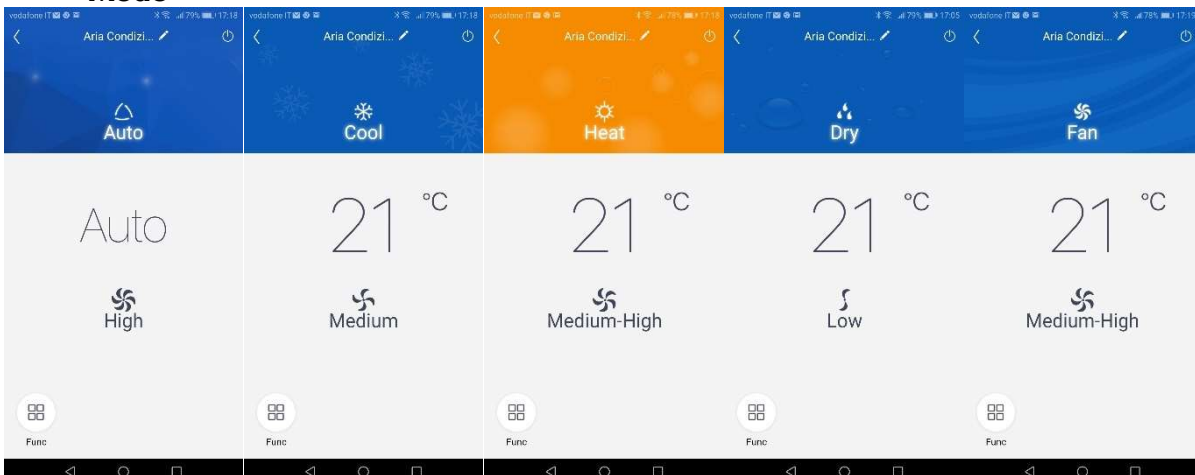 vodafone IT 79% 17:18
Aria Condizi...
Auto
Auto
High
Func
vodafone IT 79% 17:18
Aria Condizi...
Cool
21 °C
Medium
Func
vodafone IT 78% 17:18
Aria Condizi...
Heat
21 °C
Medium-High
Func
vodafone IT 79% 17:05
Aria Condizi...
Dry
21 °C
Low
Func
vodafone IT 78% 17:19
Aria Condizi...
Fan
21 °C
Medium-High
Func